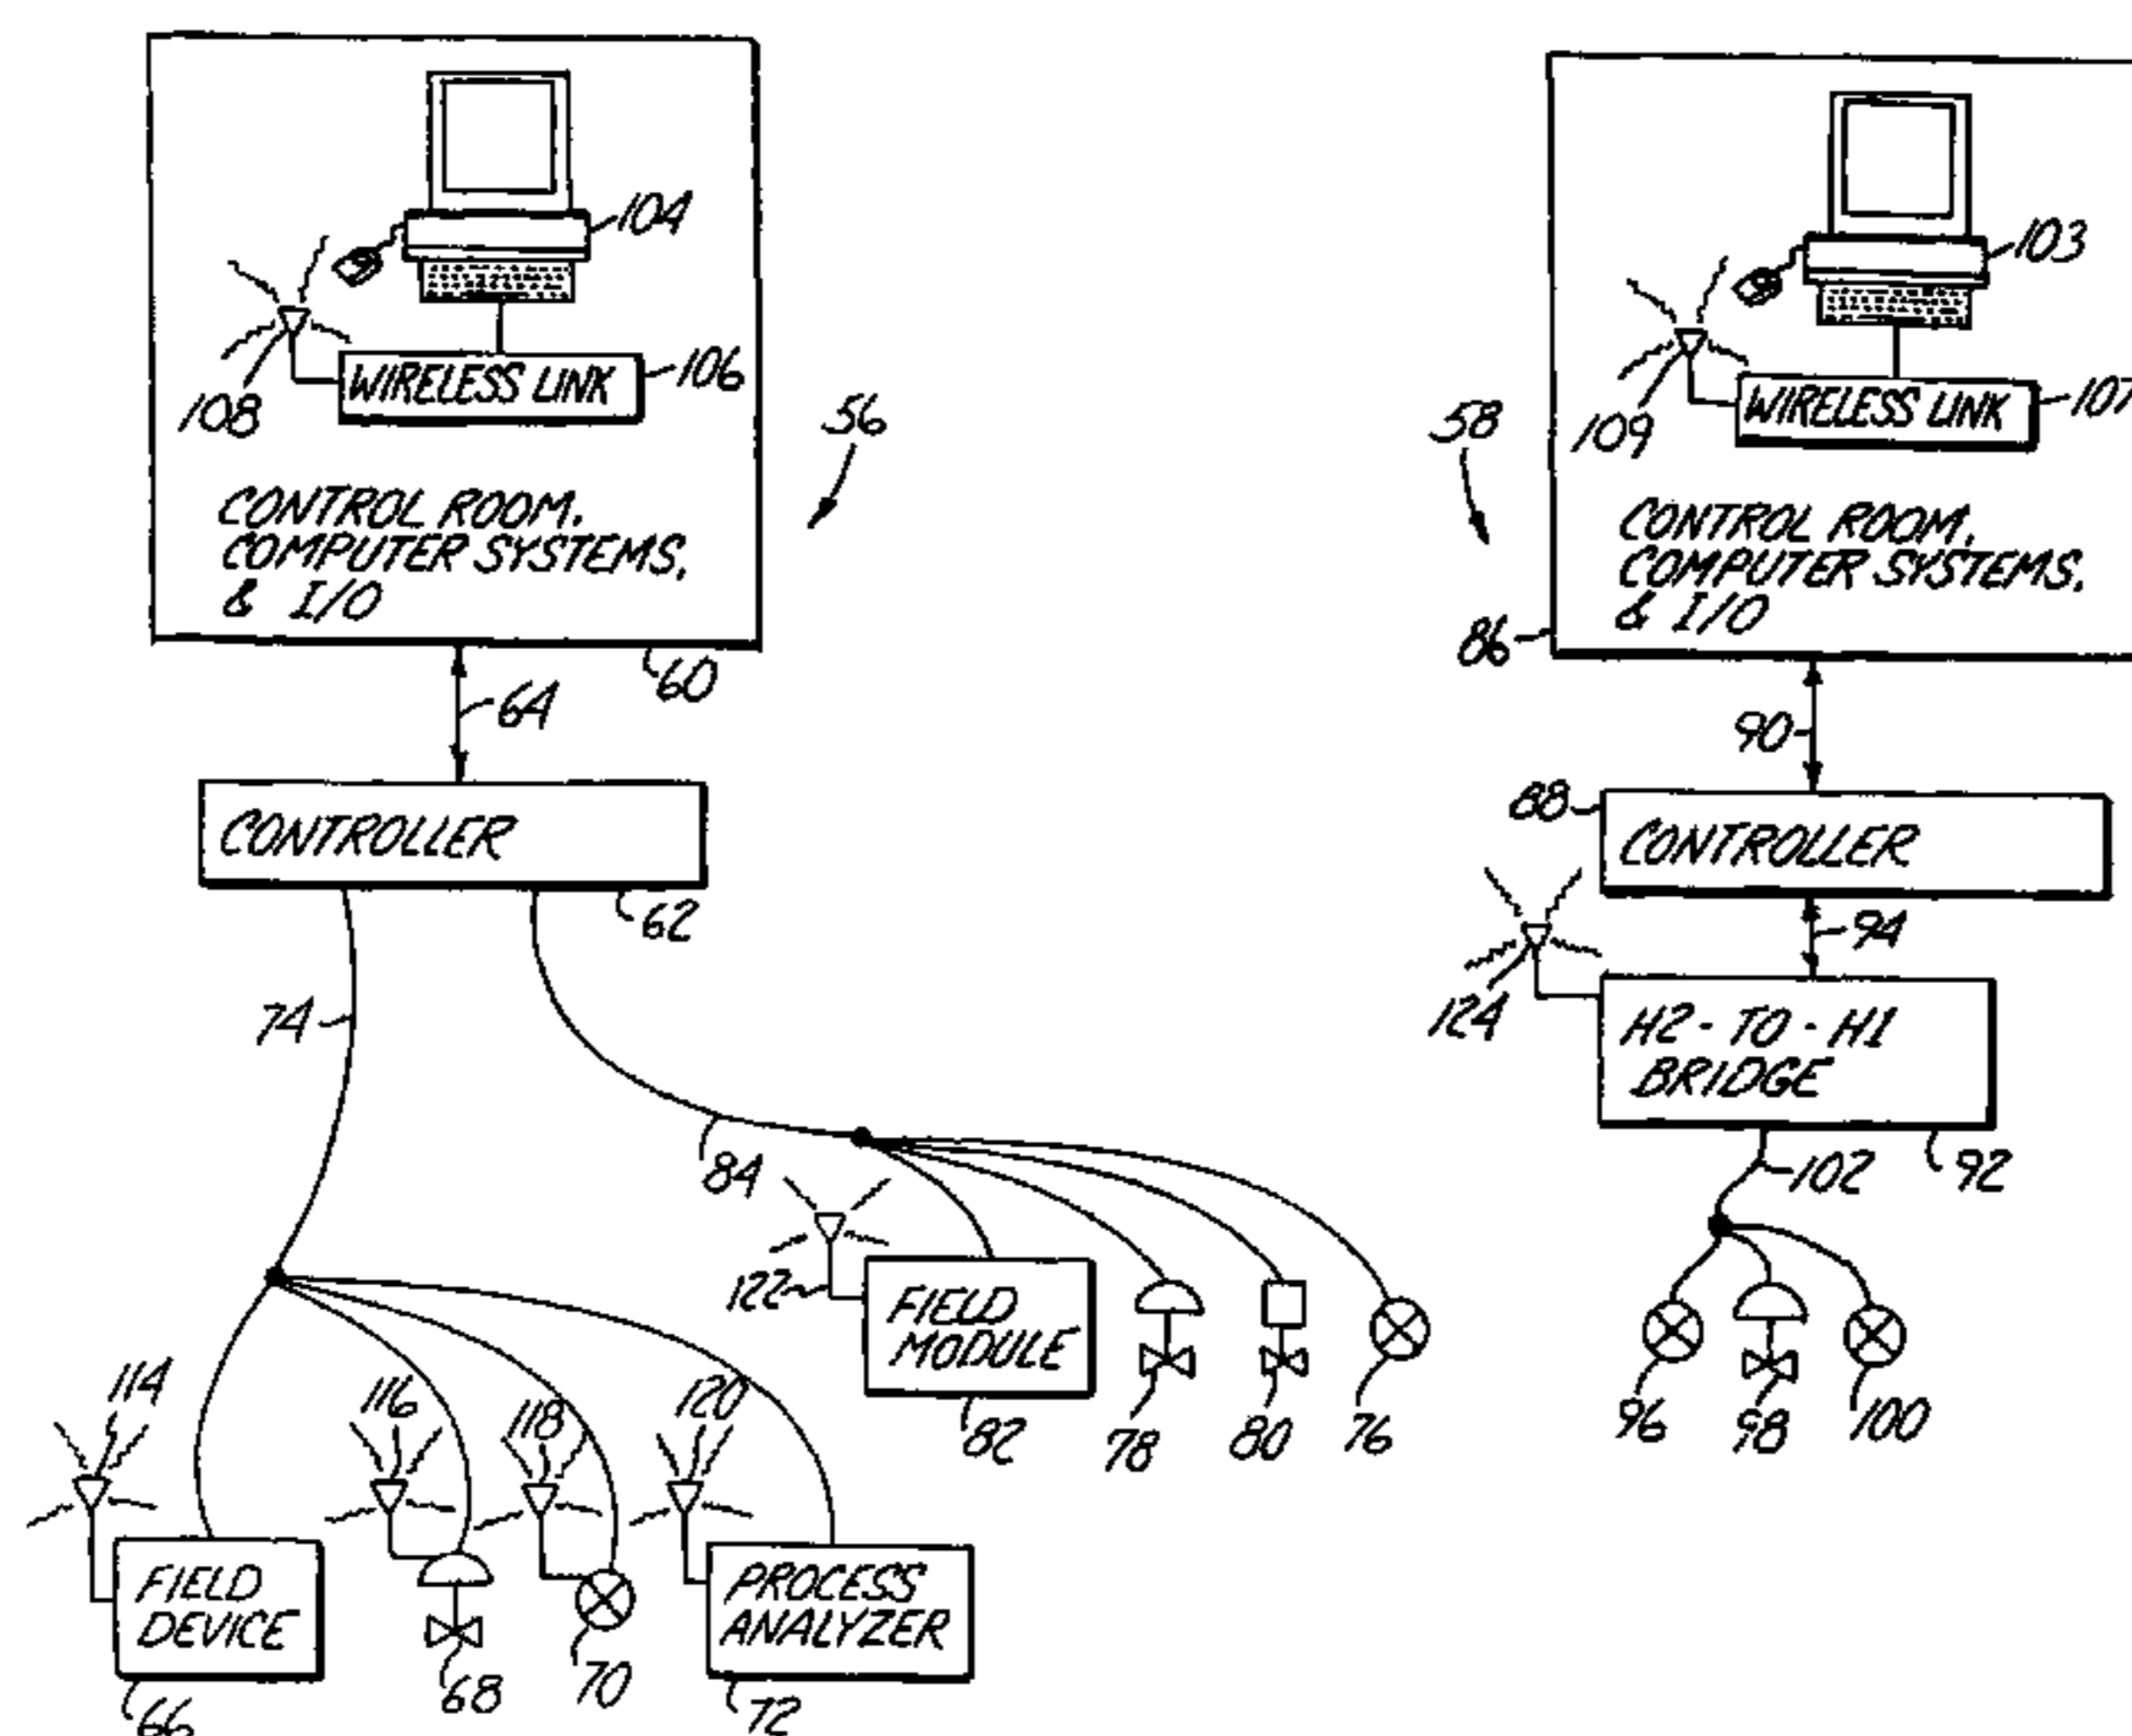 104
108
WIRELESS LINK
106
56
CONTROL ROOM,
COMPUTER SYSTEMS,
& I/O
60
64
CONTROLLER
62
74
84
122
FIELD
MODULE
82
78
80
76
114
116
118
120
FIELD
DEVICE
66
68
70
PROCESS
ANALYZER
72
103
109
WIRELESS LINK
107
58
CONTROL ROOM,
COMPUTER SYSTEMS,
& I/O
86
90
88
CONTROLLER
94
124
H2-TO-H1
BRIDGE
102
92
96
98
100